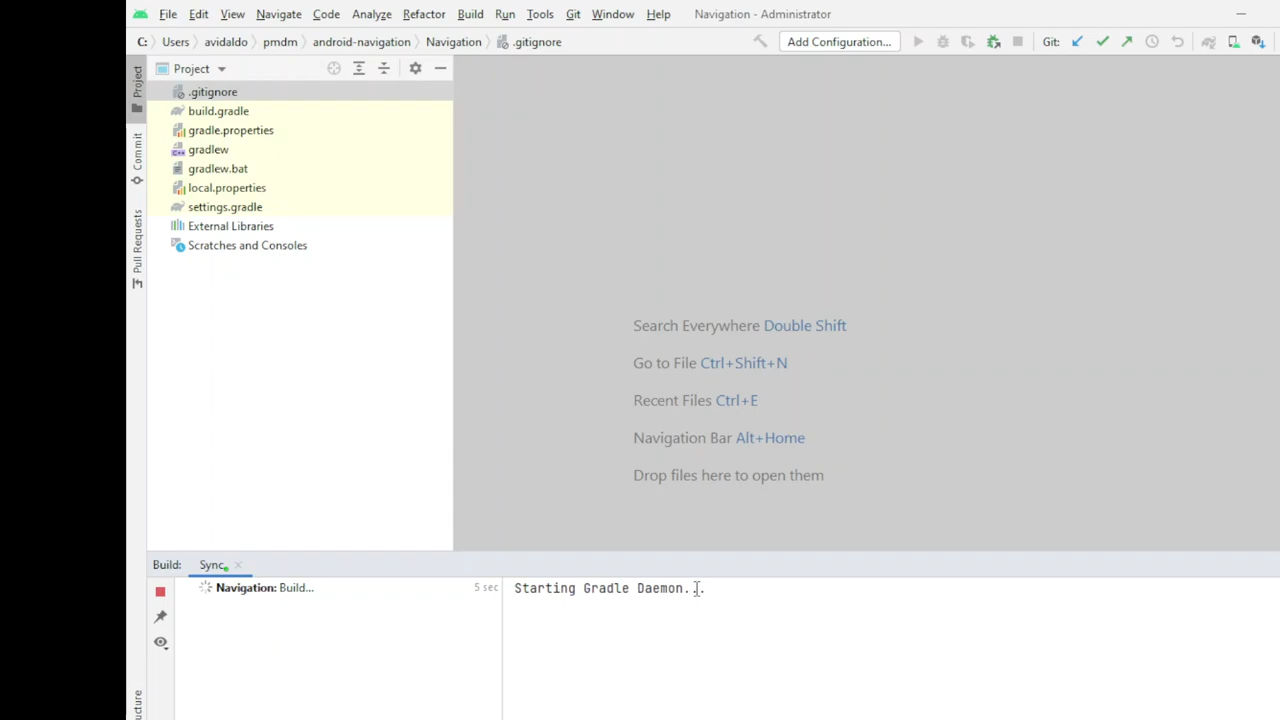 File Edit View Navigate Code Analyze Refactor Build Run Tools Git Window Help Navigation - Administrator
C: Users avidaldo pmdm android-navigation Navigation .gitignore Add Configuration... Git:
Project
Project
.gitignore
build.gradle
gradle.properties
Commit
C++ gradlew
gradlew.bat
local.properties
settings.gradle
Pull Requests
External Libraries
Scratches and Consoles
Search Everywhere Double Shift
Go to File Ctrl+Shift+N
Recent Files Ctrl+E
Navigation Bar Alt+Home
Drop files here to open them
Build: Sync
Navigation: Build... 5 sec
Starting Gradle Daemon...
ucture